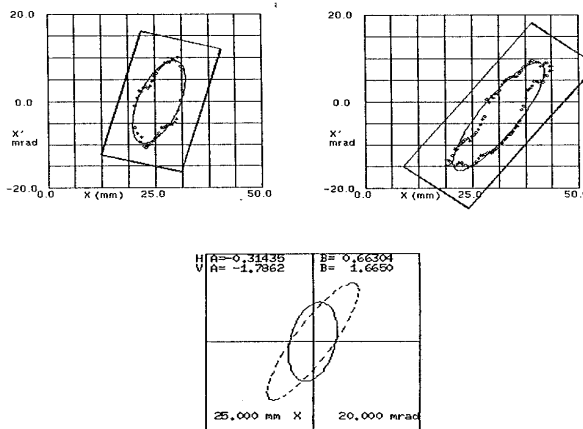 20.0
0.0
X'
mrad
-20.0
0.0
X (mm)
25.0
50.0
20.0
0.0
X'
mrad
-20.0
0.0
X (mm)
25.0
50.0
H A=-0.31435 B= 0.66304
V A= -1.7862 B= 1.6650
25.000 mm X 20.000 mrad